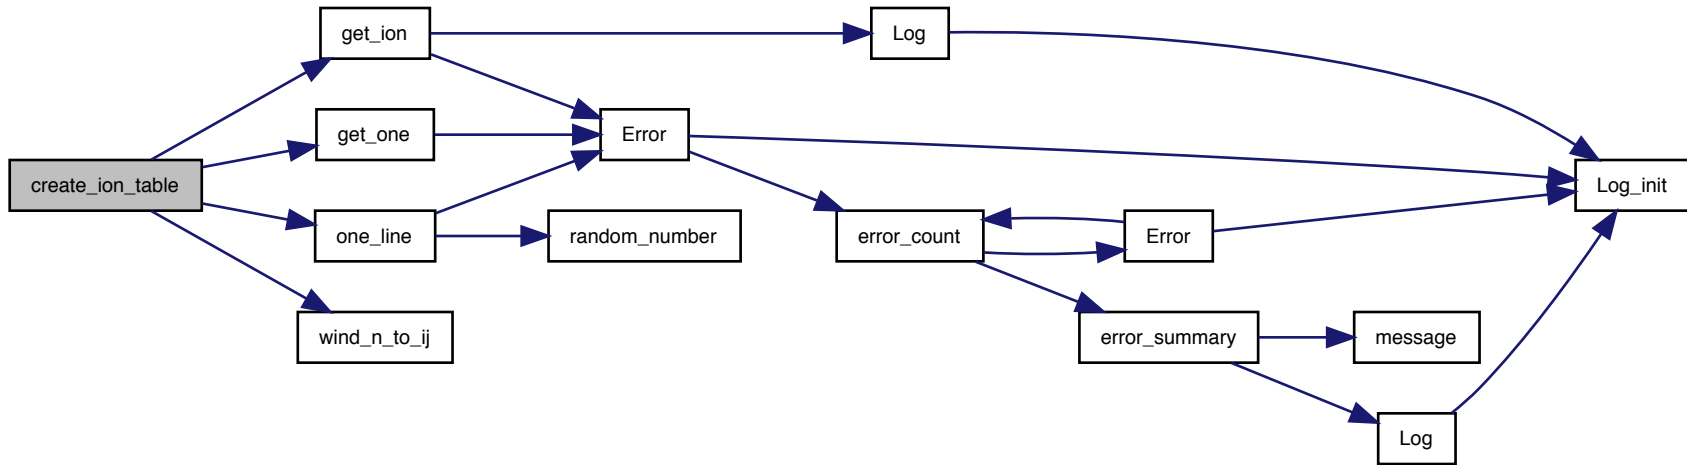 get_ion
Log
get_one
Error
create_ion_table
Log_init
one_line
random_number
error_count
Error
wind_n_to_ij
error_summary
message
Log